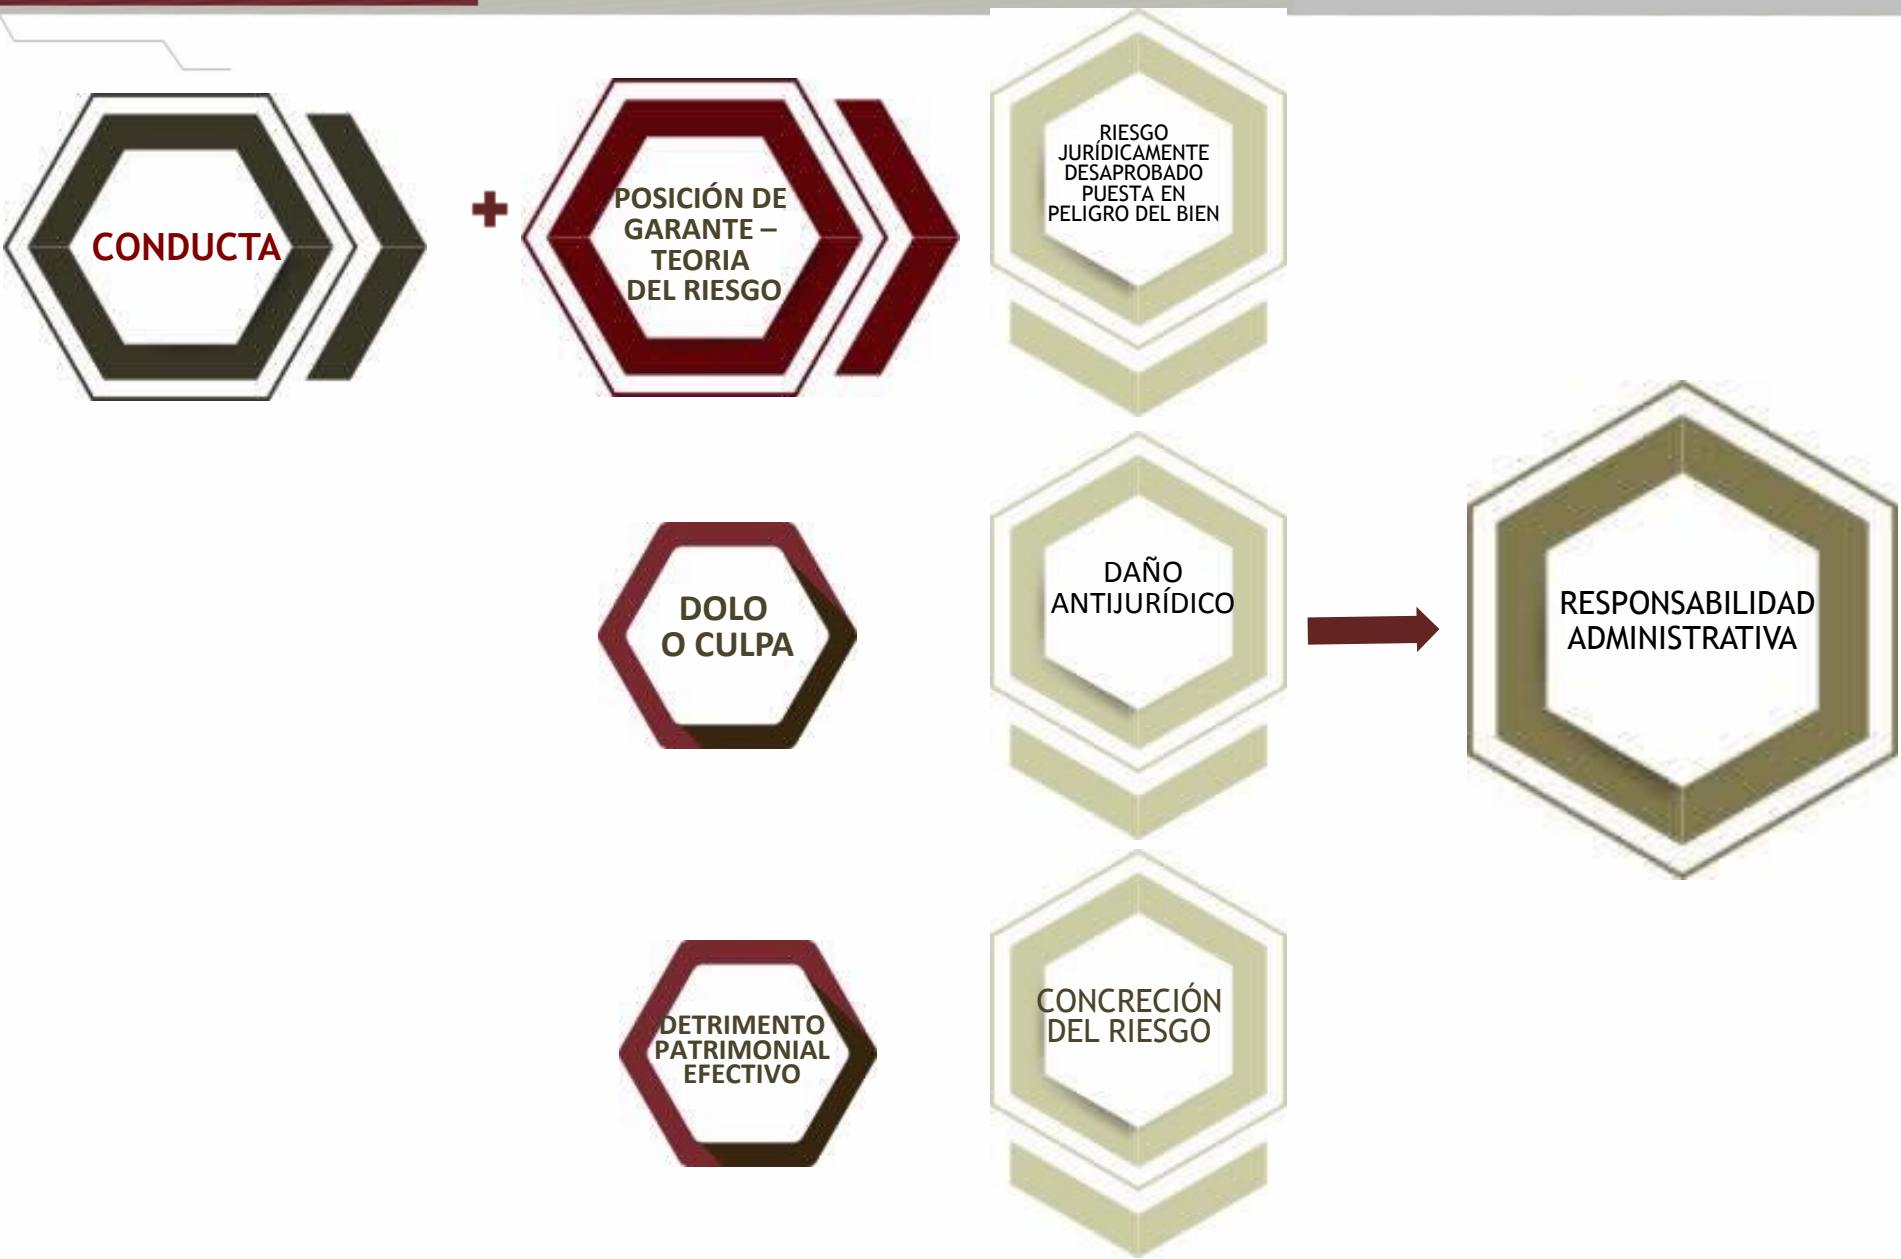 CONDUCTA
POSICIÓN DE
GARANTE –
TEORIA
DEL RIESGO
RIESGO
JURÍDICAMENTE
DESAPROBADO
PUESTA EN
PELIGRO DEL BIEN
DOLO
O CULPA
DAÑO
ANTIJURÍDICO
RESPONSABILIDAD
ADMINISTRATIVA
DETRIMENTO
PATRIMONIAL
EFECTIVO
CONCRECIÓN
DEL RIESGO